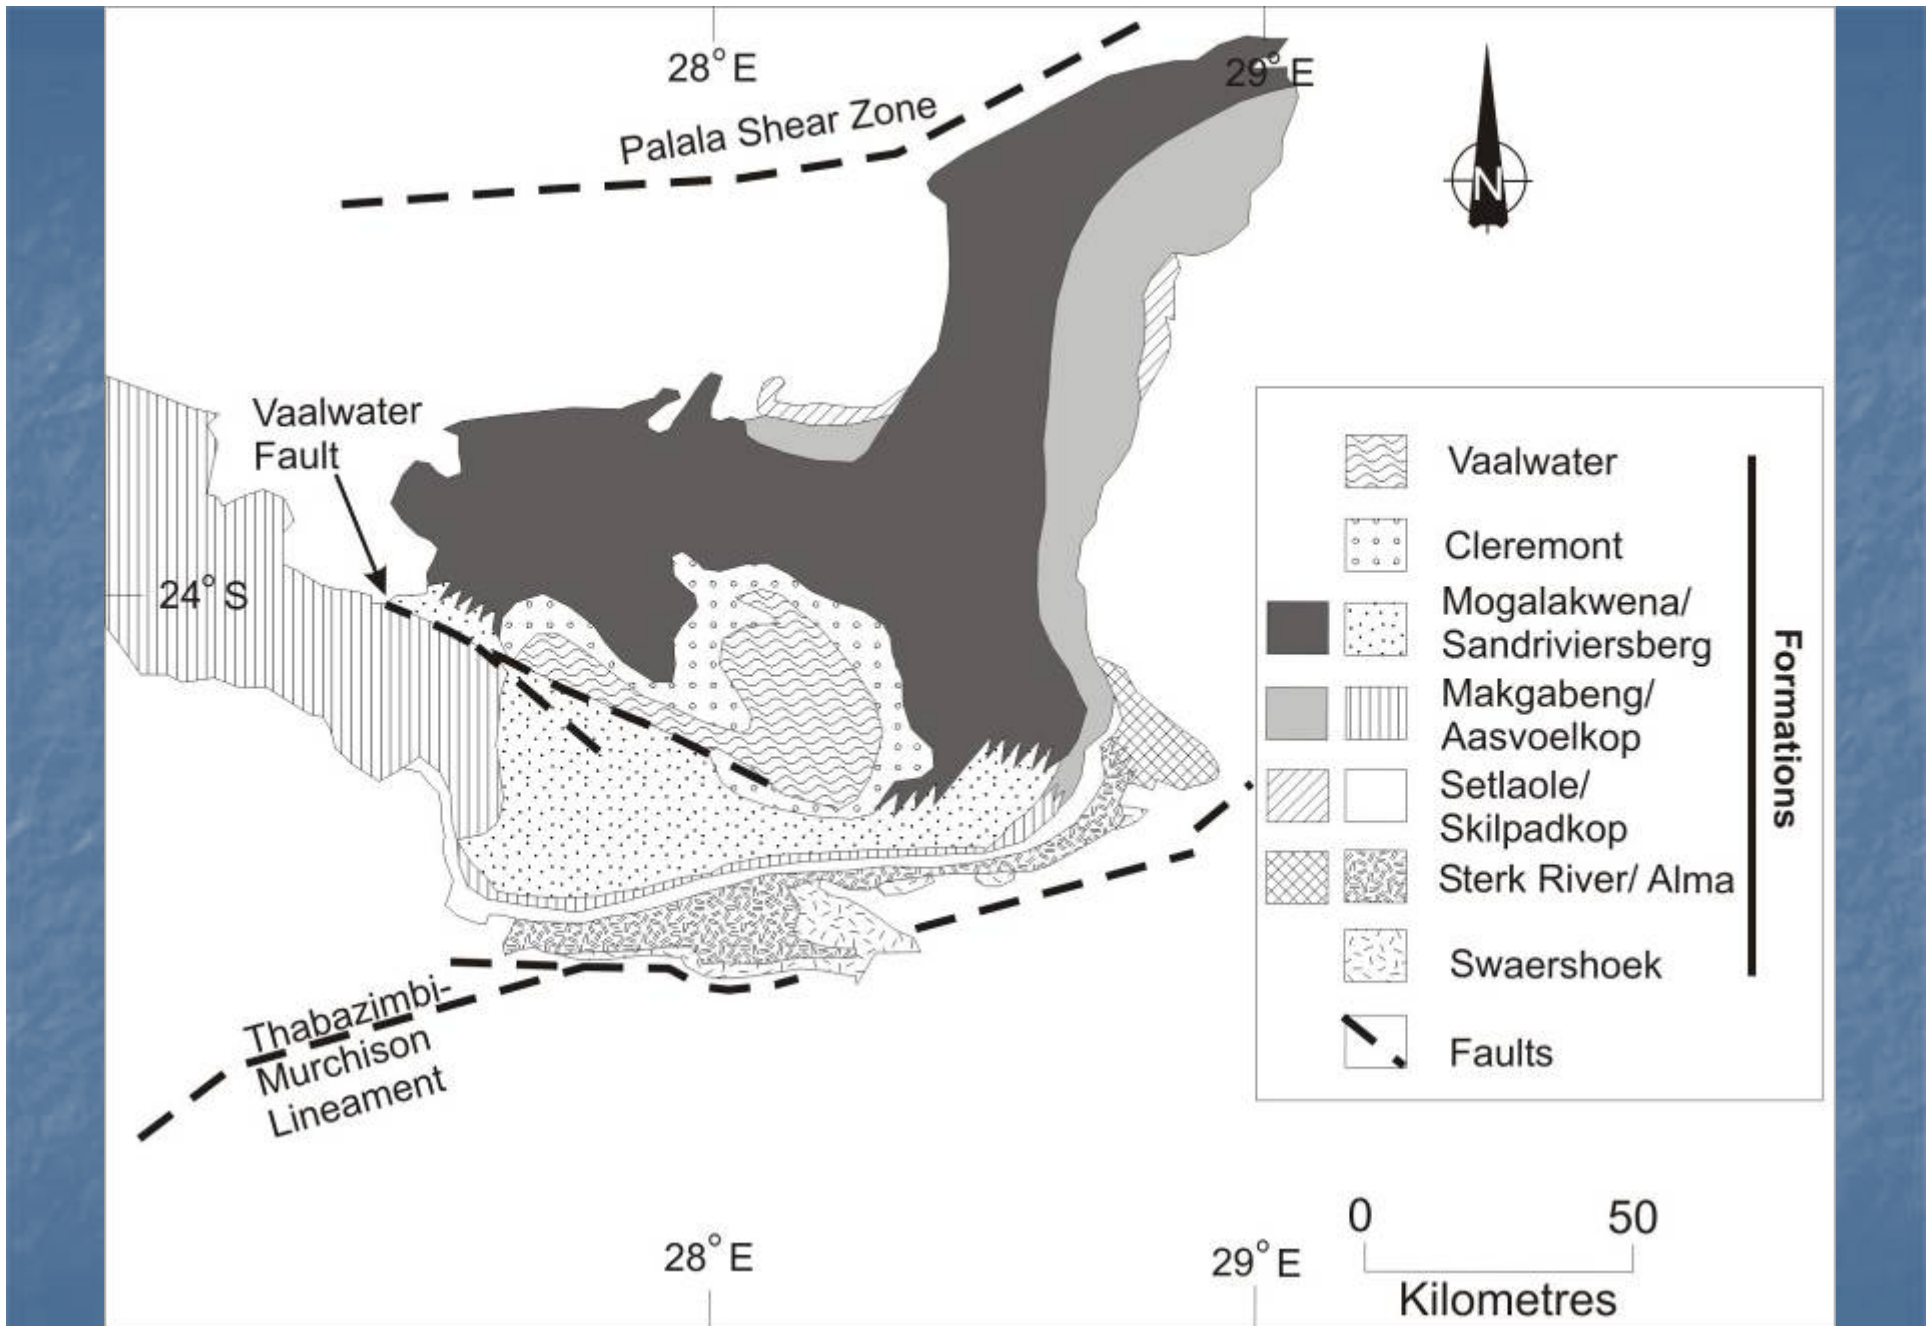 28° E
29° E
Palala Shear Zone
N
Vaalwater
Fault
24° S
Vaalwater
Cleremont
Mogalakwena/
Sandriviersberg
Makgabeng/
Aasvoelkop
Setlaole/
Skilpadkop
Sterk River/ Alma
Swaershoek
Faults
Formations
Thabazimbi-
Murchison
Lineament
0 50
Kilometres
28° E
29° E